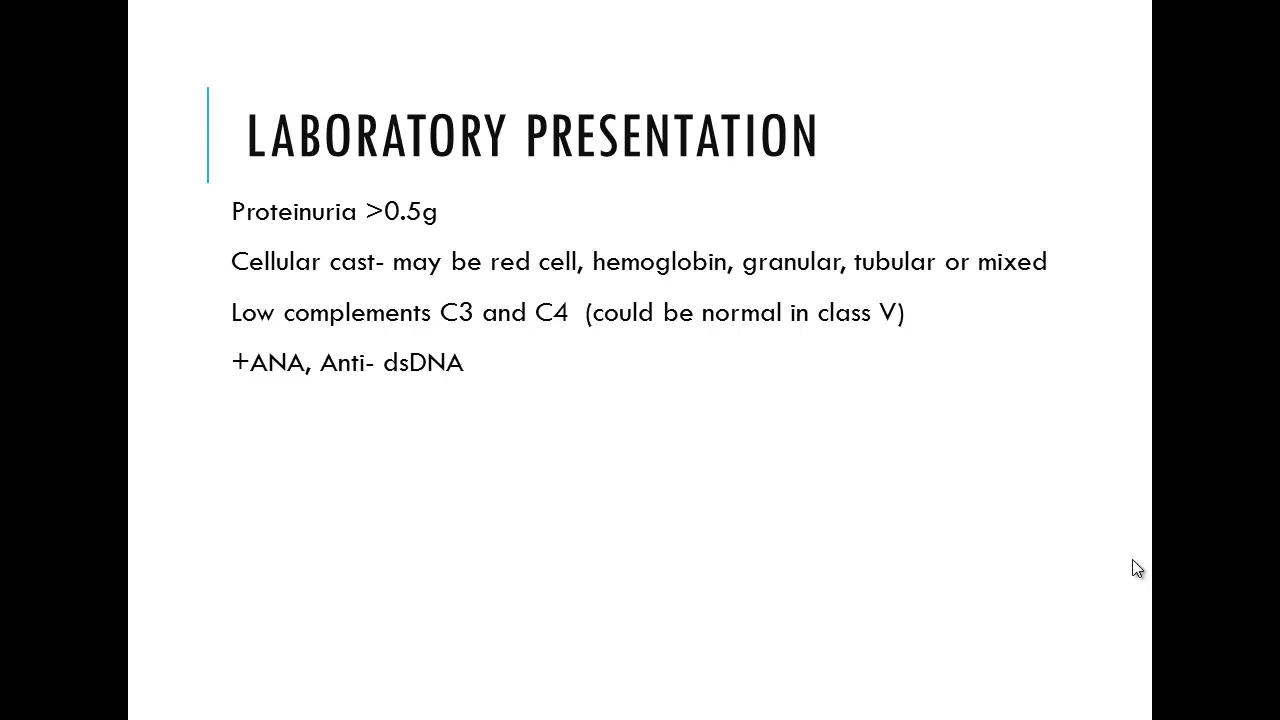 LABORATORY PRESENTATION
Proteinuria >0.5g
Cellular cast- may be red cell, hemoglobin, granular, tubular or mixed
Low complements C3 and C4  (could be normal in class V)
+ANA, Anti- dsDNA